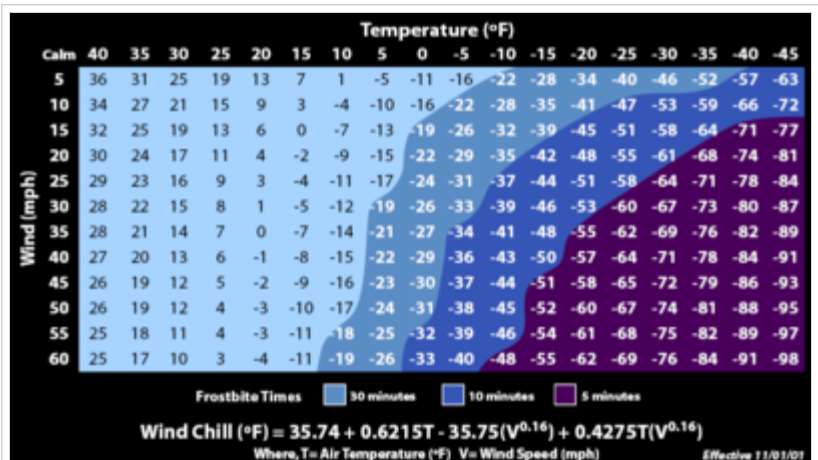 Temperature (°F)
Calm 40 35 30 25 20 15 10 5 0 -5 -10 -15 -20 -25 -30 -35 -40 -45
5 36 31 25 19 13 7 1 -5 -11 -16 -22 -28 -34 -40 -46 -52 -57 -63
10 34 27 21 15 9 3 -4 -10 -16 -22 -28 -35 -41 -47 -53 -59 -66 -72
15 32 25 19 13 6 0 -7 -13 -19 -26 -32 -39 -45 -51 -58 -64 -71 -77
20 30 24 17 11 4 -2 -9 -15 -22 -29 -35 -42 -48 -55 -61 -68 -74 -81
25 29 23 16 9 3 -4 -11 -17 -24 -31 -37 -44 -51 -58 -64 -71 -78 -84
30 28 22 15 8 1 -5 -12 -19 -26 -33 -39 -46 -53 -60 -67 -73 -80 -87
35 28 21 14 7 0 -7 -14 -21 -27 -34 -41 -48 -55 -62 -69 -76 -82 -89
40 27 20 13 6 -1 -8 -15 -22 -29 -36 -43 -50 -57 -64 -71 -78 -84 -91
45 26 19 12 5 -2 -9 -16 -23 -30 -37 -44 -51 -58 -65 -72 -79 -86 -93
50 26 19 12 4 -3 -10 -17 -24 -31 -38 -45 -52 -60 -67 -74 -81 -88 -95
55 25 18 11 4 -3 -11 -18 -25 -32 -39 -46 -54 -61 -68 -75 -82 -89 -97
60 25 17 10 3 -4 -11 -19 -26 -33 -40 -48 -55 -62 -69 -76 -84 -91 -98
Wind (mph)
Frostbite Times 30 minutes 10 minutes 5 minutes
Wind Chill (°F) = 35.74 + 0.6215T - 35.75(V^0.16) + 0.4275T(V^0.16)
Where, T= Air Temperature (°F) V= Wind Speed (mph)
Effective 11/01/01